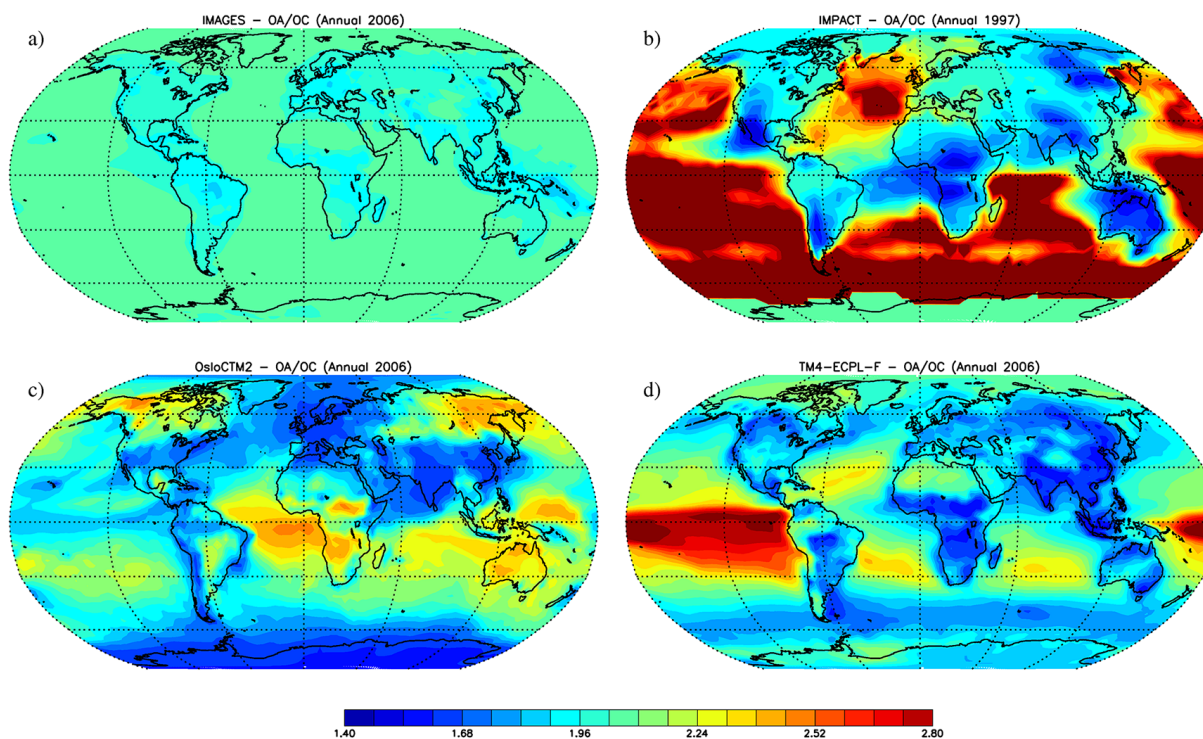 IMAGES - OA/OC (Annual 2006)
a)
IMPACT - OA/OC (Annual 1997)
b)
OsloCTM2 - OA/OC (Annual 2006)
c)
TM4-ECPL-F - OA/OC (Annual 2006)
d)
1.40 1.68 1.96 2.24 2.52 2.80